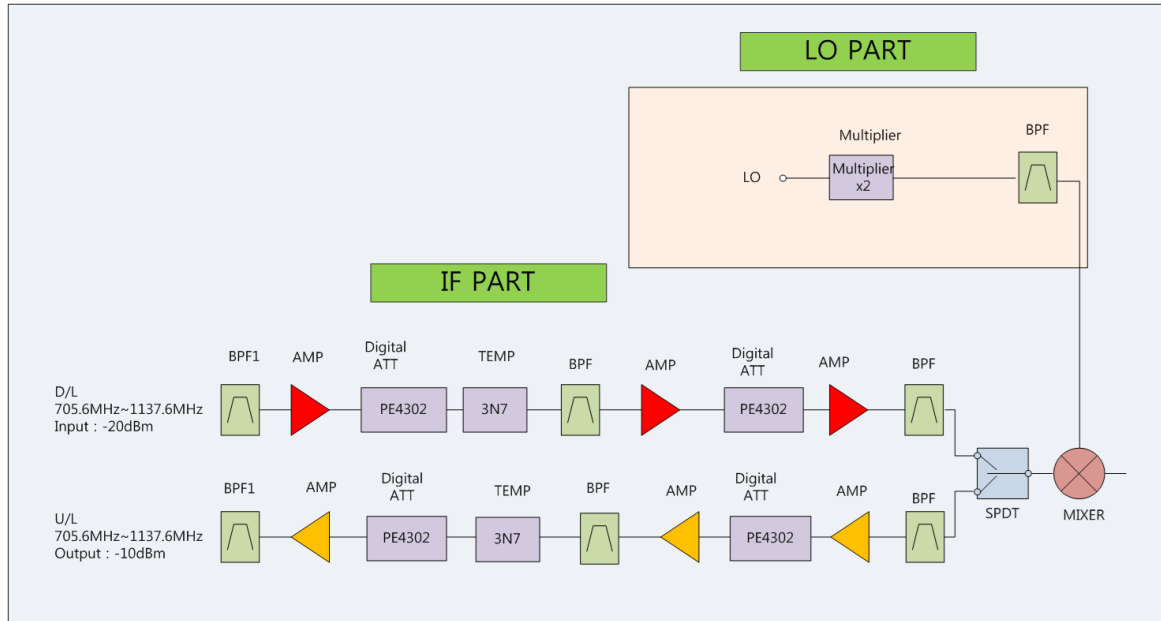 LO PART
Multiplier
BPF
LO
Multiplier
x2
IF PART
BPF1
AMP
Digital
ATT
TEMP
BPF
AMP
Digital
ATT
AMP
BPF
D/L
705.6MHz~1137.6MHz
Input : -20dBm
PE4302
3N7
PE4302
BPF1
AMP
Digital
ATT
TEMP
BPF
AMP
Digital
ATT
AMP
BPF
U/L
705.6MHz~1137.6MHz
Output : -10dBm
PE4302
3N7
PE4302
SPDT
MIXER